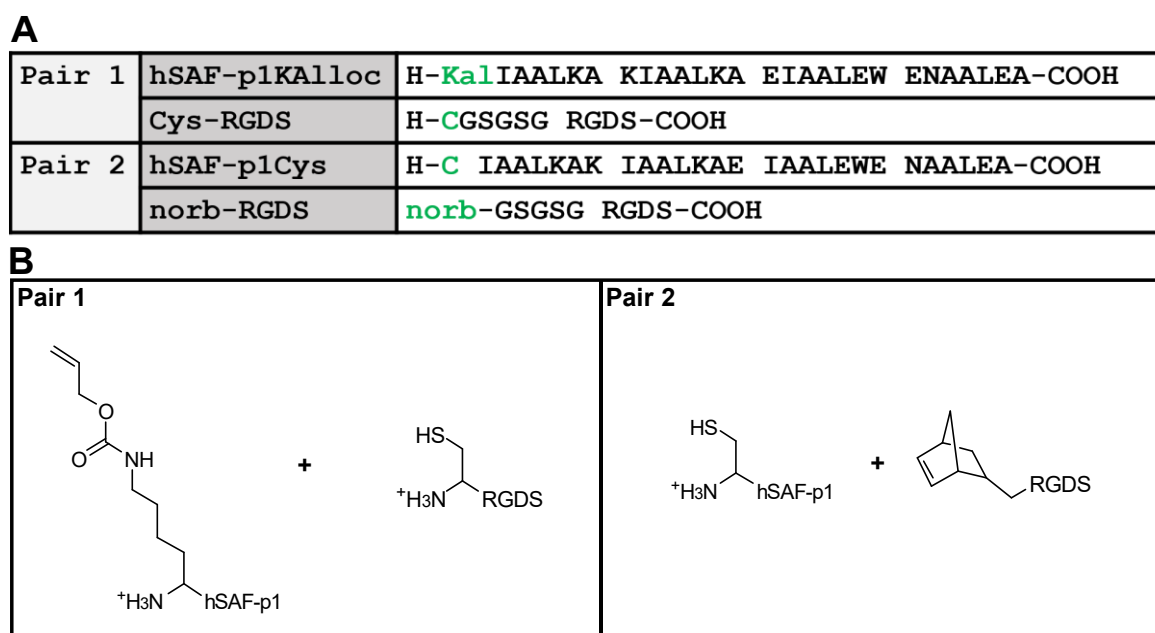 A
Pair 1 hSAF-p1KAlloc H-KalIAALKA KIAALKA EIAALEW ENAALEA-COOH
Cys-RGDS H-CGSGSG RGDS-COOH
Pair 2 hSAF-p1Cys H-C IAALKAK IAALKAE IAALEWE NAALEA-COOH
norb-RGDS norb-GSGSG RGDS-COOH
B
Pair 1
O
O
NH
+H3N
hSAF-p1
+
HS
+H3N
RGDS
Pair 2
HS
+H3N
hSAF-p1
+
RGDS